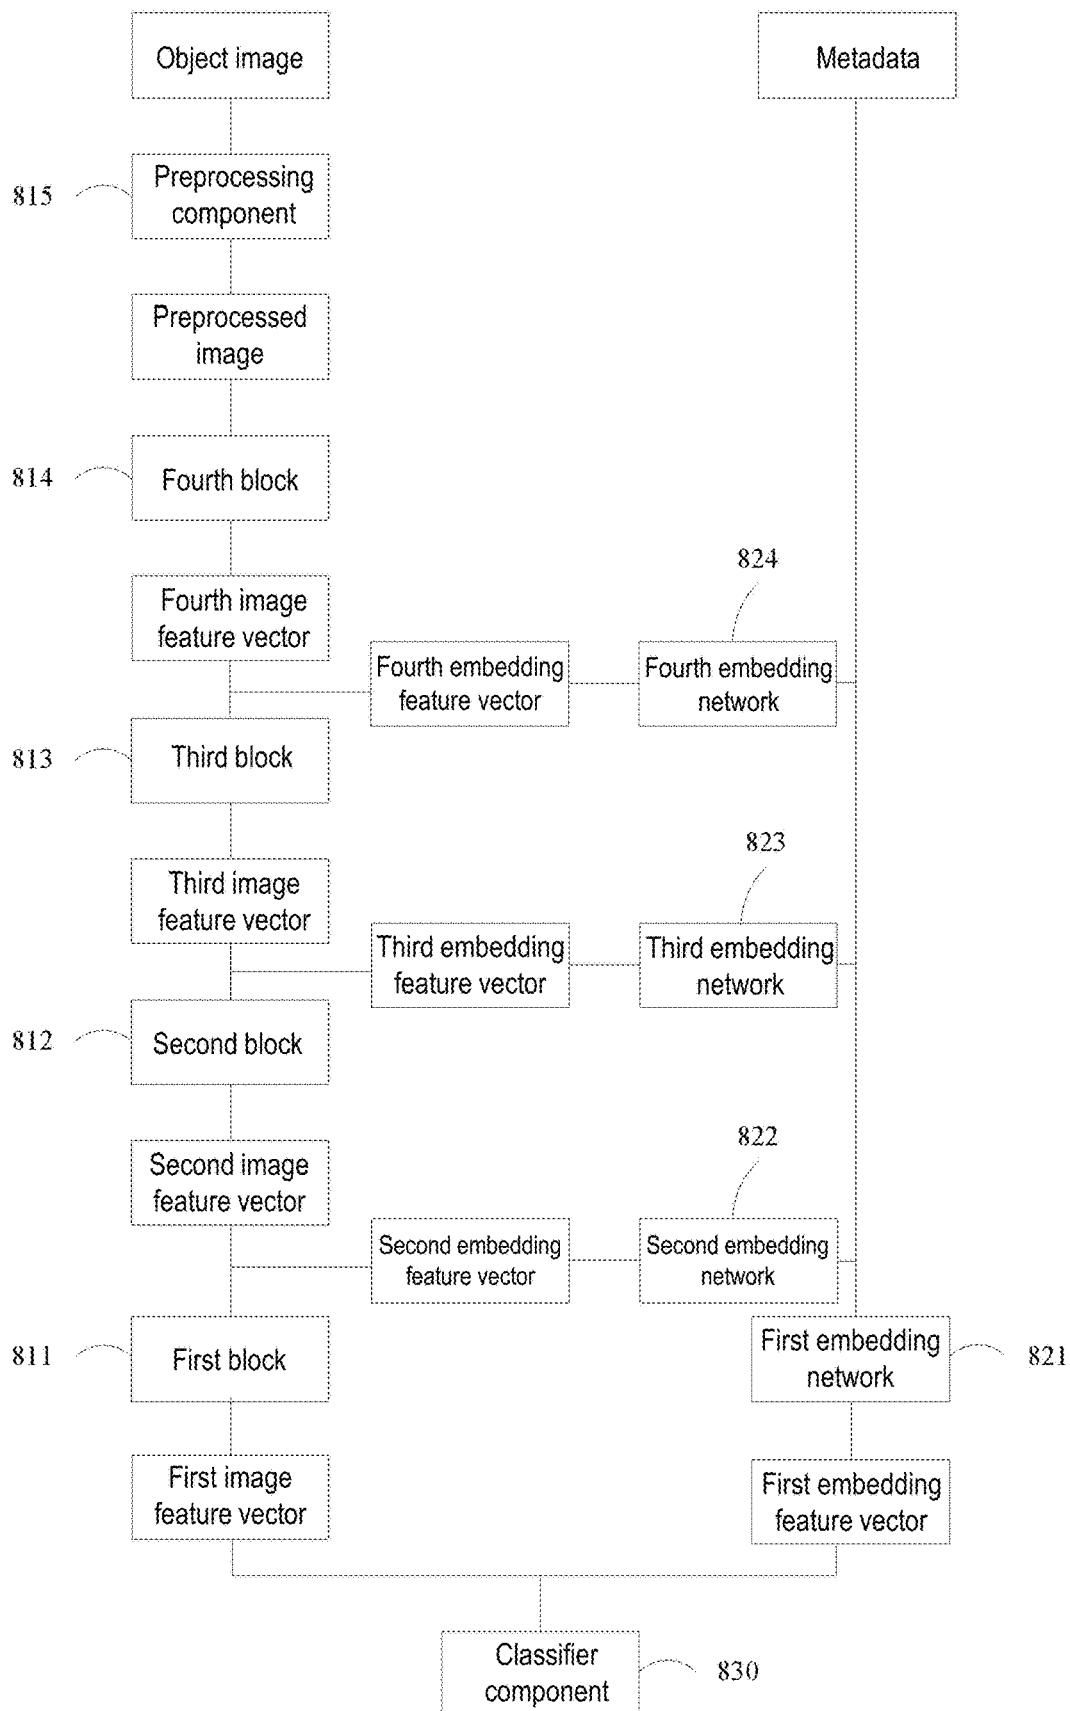 Object image
Metadata
815
Preprocessing
component
Preprocessed
image
814
Fourth block
824
Fourth image
feature vector
Fourth embedding
feature vector
Fourth embedding
network
813
Third block
823
Third image
feature vector
Third embedding
feature vector
Third embedding
network
812
Second block
822
Second image
feature vector
Second embedding
feature vector
Second embedding
network
811
First block
First embedding
network
821
First image
feature vector
First embedding
feature vector
Classifier
component
830